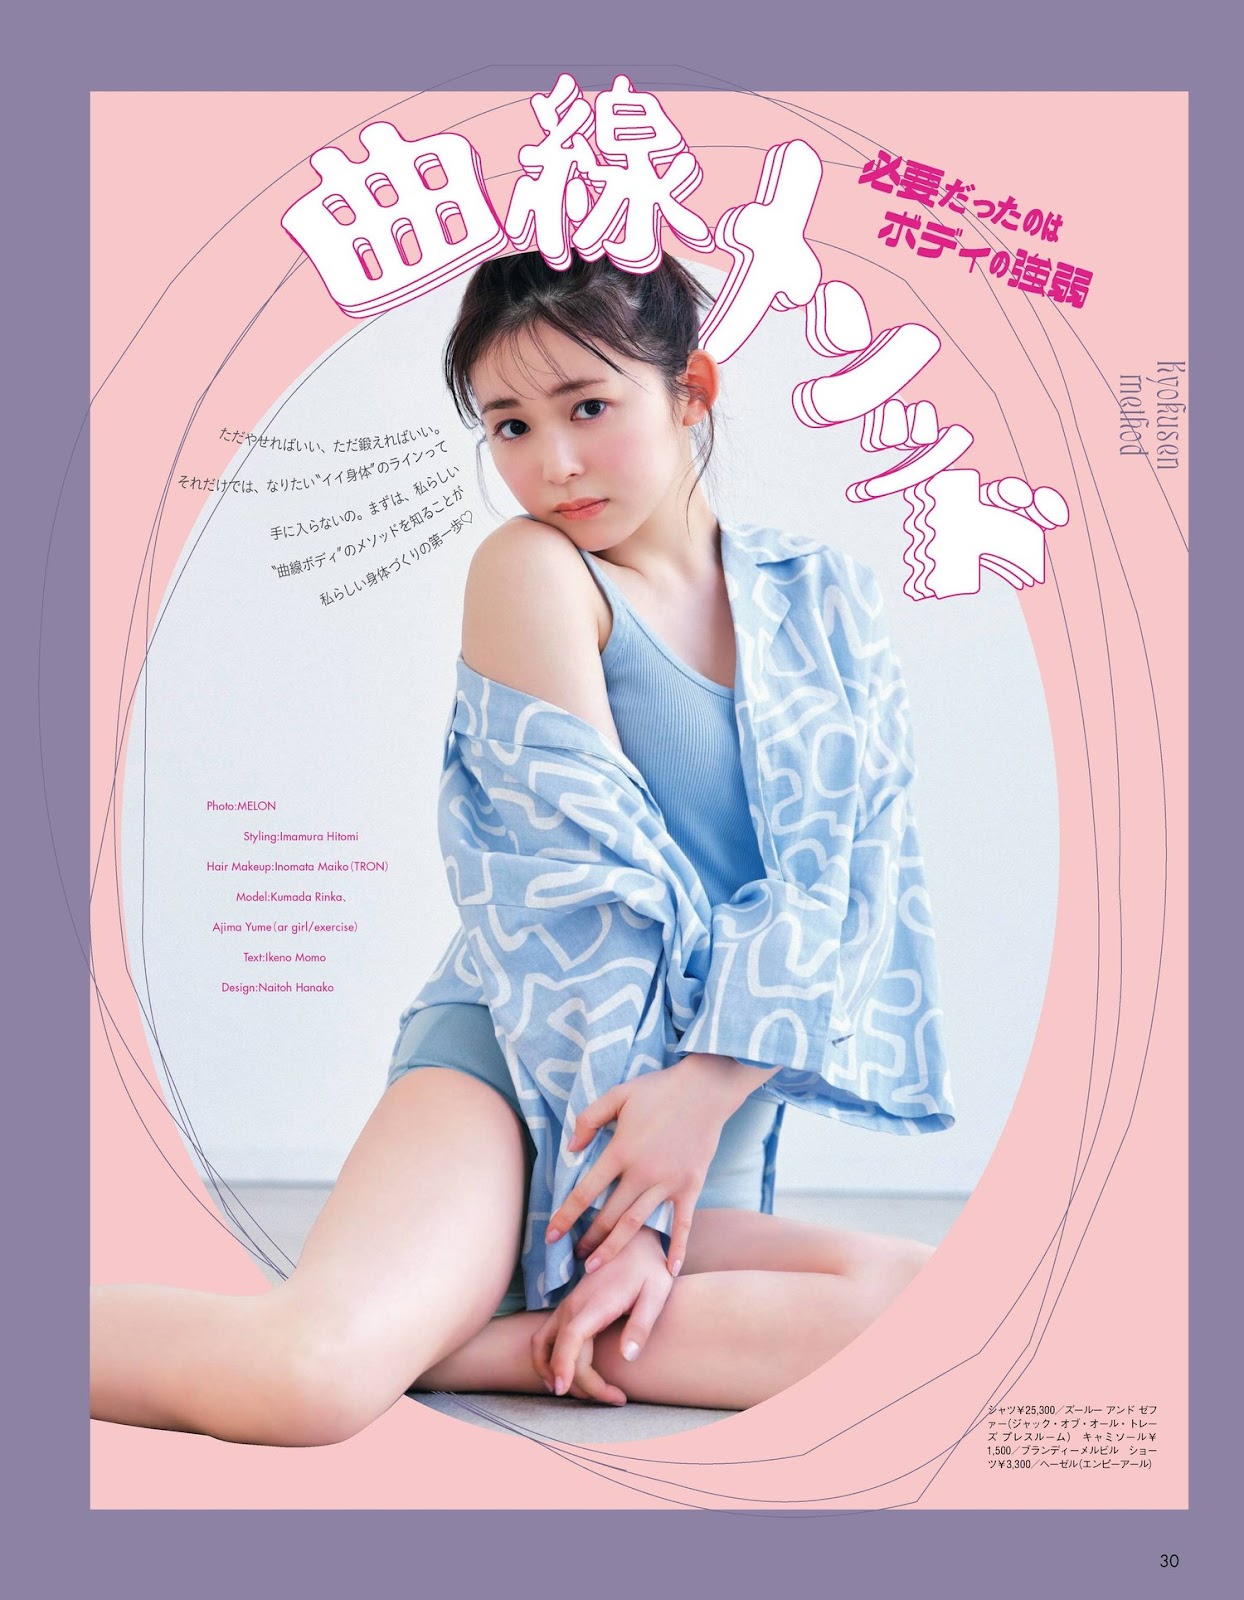 曲線メソッド
必要だったのは
ボディの強弱
Kyokusen
method
ただやせればいい、ただ鍛えればいい。
それだけでは、なりたい“イイ身体”のラインって
手に入らないの。まずは、私らしい
“曲線ボディ”のメソッドを知ることが
私らしい身体づくりの第一歩♡
Photo:MELON
Styling:Imamura Hitomi
Hair Makeup:Inomata Maiko(TRON)
Model:Kumada Rinka、
Ajima Yume(ar girl/exercise)
Text:Ikeno Momo
Design:Naitoh Hanako
シャツ¥25,300／ズールー アンド ゼフ
ァー(ジャック・オブ・オール・トレー
ズ プレスルーム)　キャミソール¥
1,500／ブランディーメルビル　ショー
ツ¥3,300／ヘーゼル(エンビーアール)
30